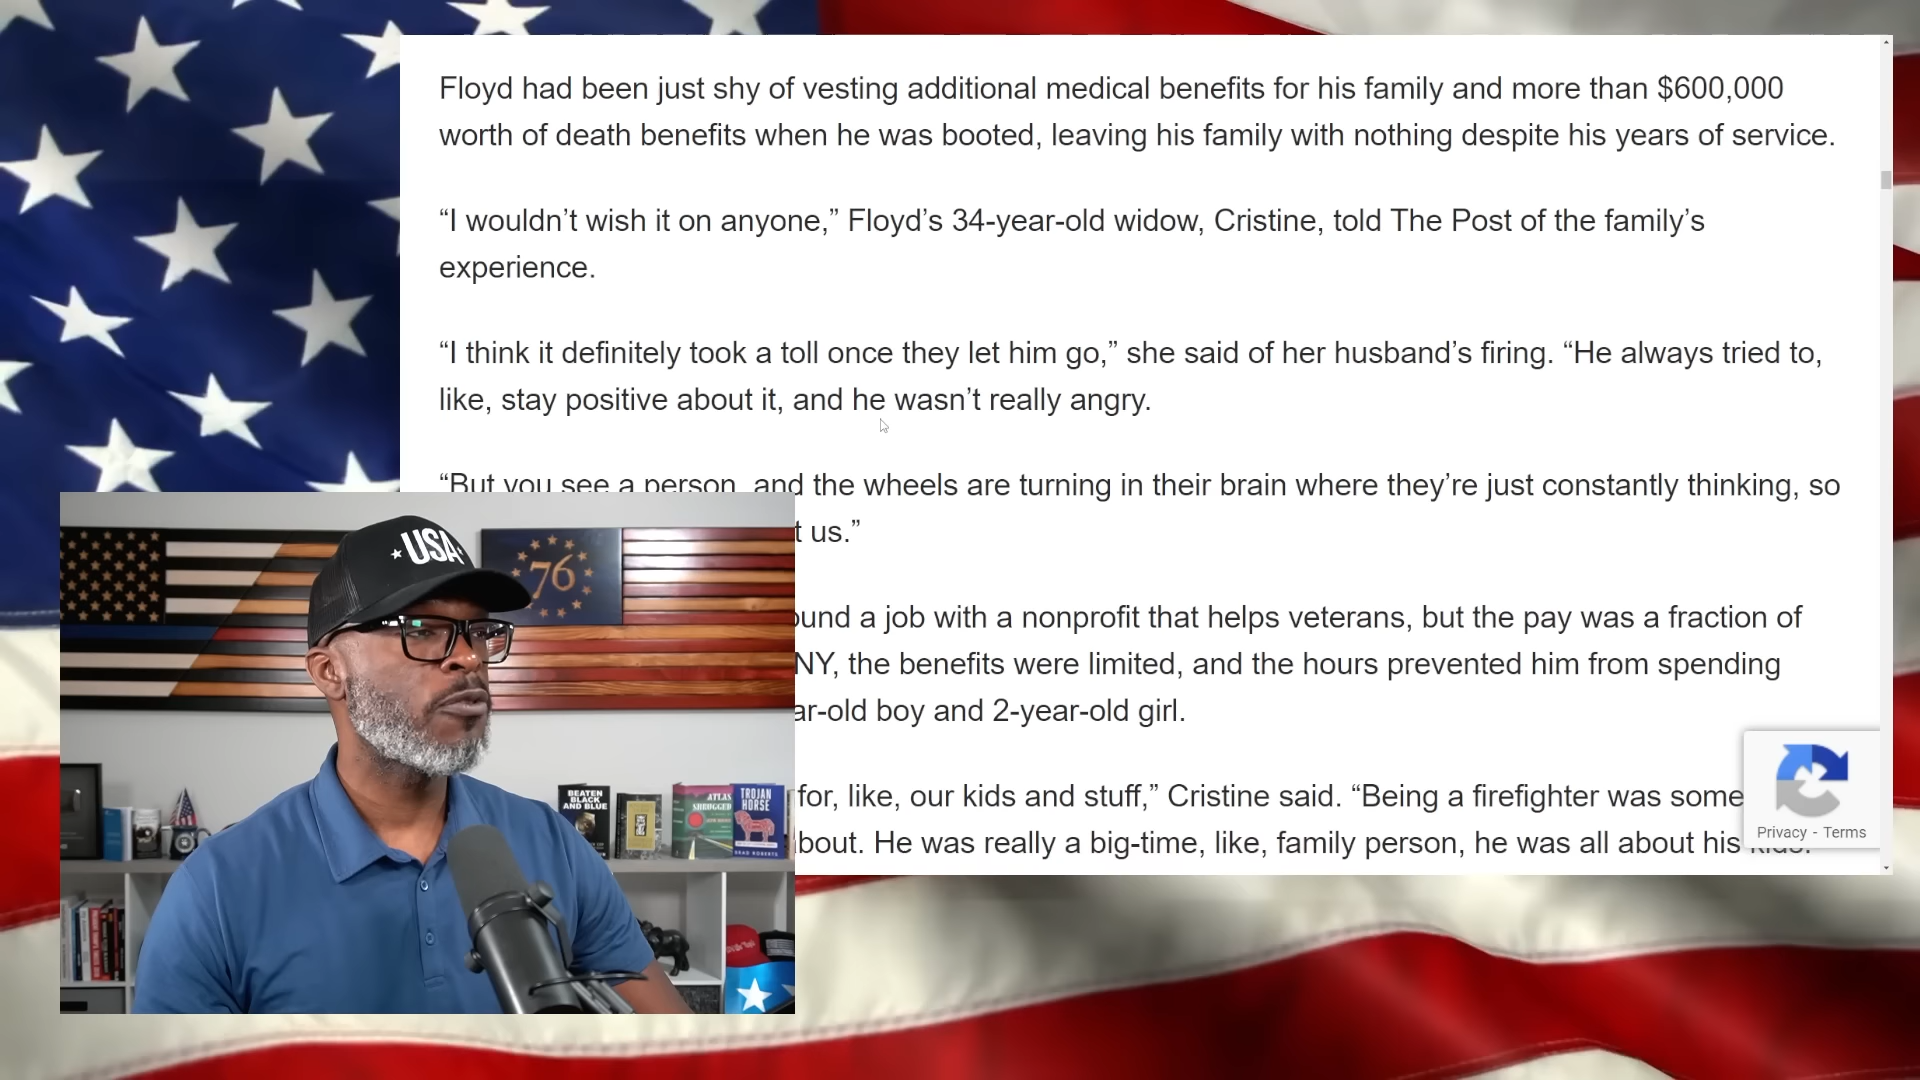 Floyd had been just shy of vesting additional medical benefits for his family and more than $600,000
worth of death benefits when he was booted, leaving his family with nothing despite his years of service.
“I wouldn’t wish it on anyone,” Floyd’s 34-year-old widow, Cristine, told The Post of the family’s
experience.
“I think it definitely took a toll once they let him go,” she said of her husband’s firing. “He always tried to,
like, stay positive about it, and he wasn’t really angry.
“But you see a person, and the wheels are turning in their brain where they’re just constantly thinking, so
t us.”
ound a job with a nonprofit that helps veterans, but the pay was a fraction of
NY, the benefits were limited, and the hours prevented him from spending
ar-old boy and 2-year-old girl.
for, like, our kids and stuff,” Cristine said. “Being a firefighter was some
bout. He was really a big-time, like, family person, he was all about his kids.
Privacy - Terms
USA
76
BEATEN
BLACK
AND BLUE
ATLAS
SHRUGGED
TROJAN
HORSE
BRAD ROBERTS